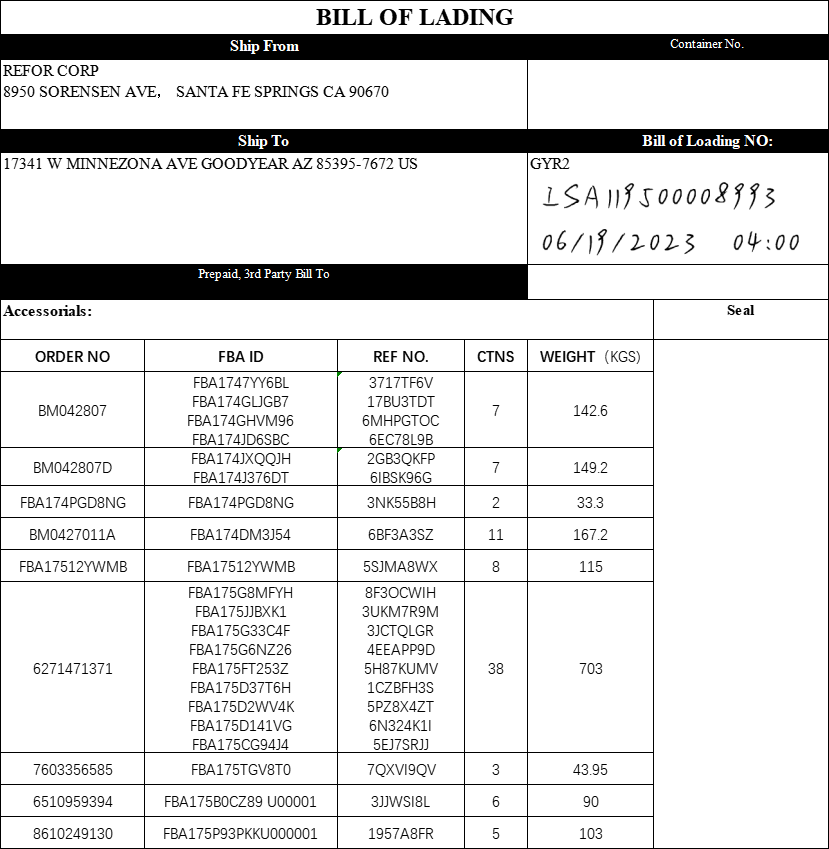 BILL OF LADING
Ship From
Container No.
REFOR CORP
8950 SORENSEN AVE， SANTA FE SPRINGS CA 90670
Ship To
Bill of Loading NO:
17341 W MINNEZONA AVE GOODYEAR AZ 85395-7672 US
GYR2
ISA119500008993
06/19/2023 04:00
Prepaid, 3rd Party Bill To
Accessorials:
Seal
ORDER NO FBA ID REF NO. CTNS WEIGHT（KGS）
BM042807 7 142.6
FBA1747YY6BL 3717TF6V
FBA174GLJGB7 17BU3TDT
FBA174GHVM96 6MHPGTOC
FBA174JD6SBC 6EC78L9B
BM042807D 7 149.2
FBA174JXQQJH 2GB3QKFP
FBA174J376DT 6IBSK96G
FBA174PGD8NG FBA174PGD8NG 3NK55B8H 2 33.3
BM0427011A FBA174DM3J54 6BF3A3SZ 11 167.2
FBA17512YWMB FBA17512YWMB 5SJMA8WX 8 115
6271471371 38 703
FBA175G8MFYH 8F3OCWIH
FBA175JJBXK1 3UKM7R9M
FBA175G33C4F 3JCTQLGR
FBA175G6NZ26 4EEAPP9D
FBA175FT253Z 5H87KUMV
FBA175D37T6H 1CZBFH3S
FBA175D2WV4K 5PZ8X4ZT
FBA175D141VG 6N324K1I
FBA175CG94J4 5EJ7SRJJ
7603356585 FBA175TGV8T0 7QXVI9QV 3 43.95
6510959394 FBA175B0CZ89 U00001 3JJWSI8L 6 90
8610249130 FBA175P93PKKU000001 1957A8FR 5 103